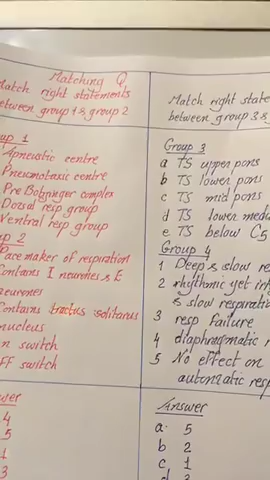 Matching Q
Match right statements
between group 1 & group 2
Group 1
Apneustic centre
Pneumotaxic centre
Pre Botzinger complex
Dorsal resp group
Ventral resp group
Group 2
Pace maker of respiration
Contains I neurones & E
neurones
Contains tractus solitarus
nucleus
switch
OFF switch
4
5
1
3
Match right state
between group 3 &
Group 3
a TS upper pons
b TS lower pons
c TS mid pons
d TS lower medu
e. TS below C5
Group 4
1 Deep & slow re
2 rhythmic yet irr
& slow respiratio
3 resp failure
4 diaphragmatic r
5 No effect on
automatic resp
Answer
a. 5
b 2
c 1
d 3